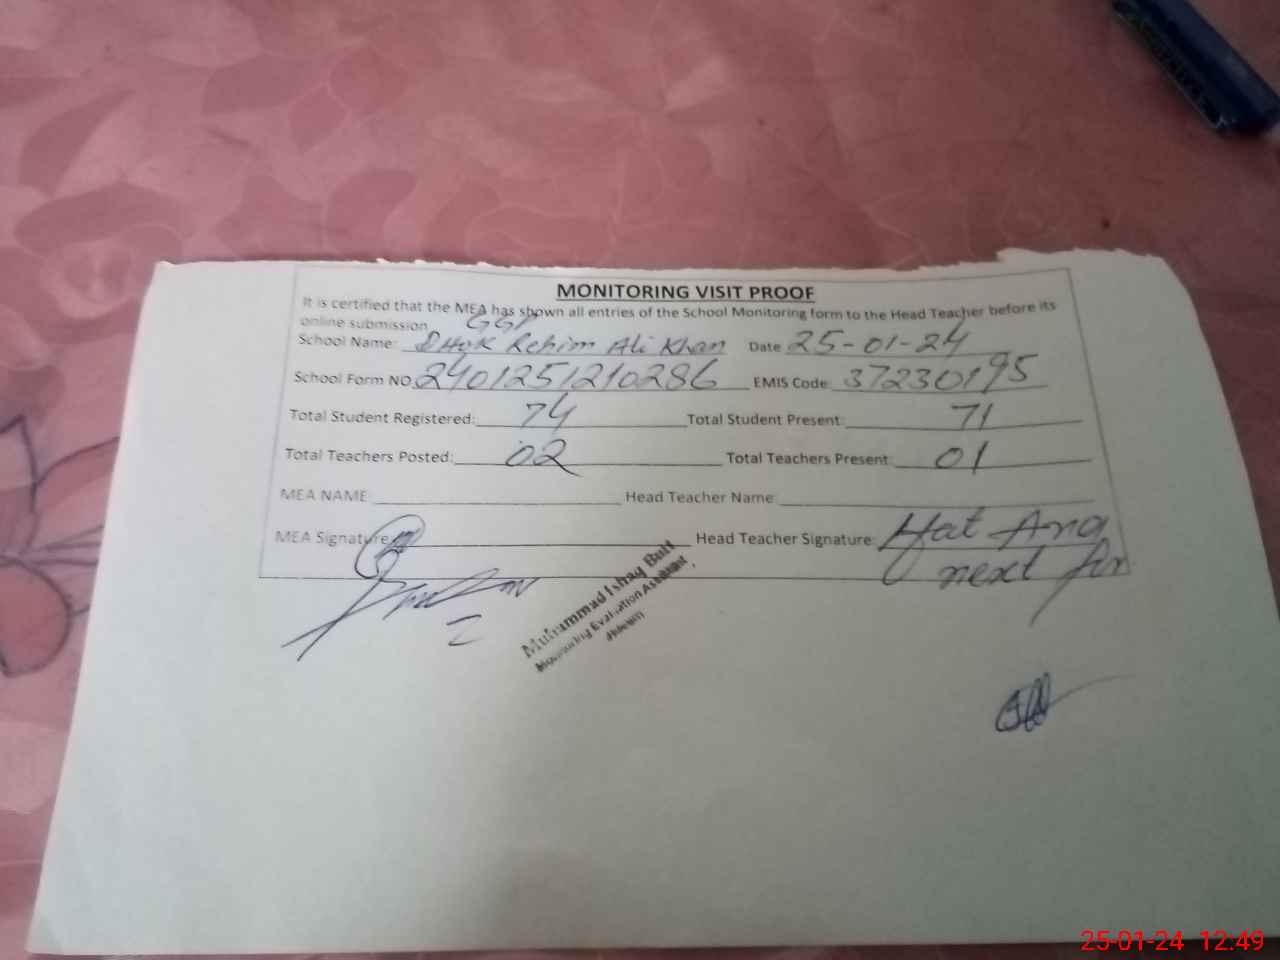 MONITORING VISIT PROOF
It is certified that the MEA has shown all entries of the School Monitoring form to the Head Teacher before its
online submission
School Name: DHOK Rehim Ali Khan Date 25-01-24
School Form NO. 2401251210286 EMIS Code: 37230195
Total Student Registered: 74 Total Student Present: 71
Total Teachers Posted: 02 Total Teachers Present: 01
MEA NAME Head Teacher Name:
MEA Signature Head Teacher Signature:
next
Muhammad Ishaq Butt
Monitoring Evaluation Assistant
25-01-24 12:49